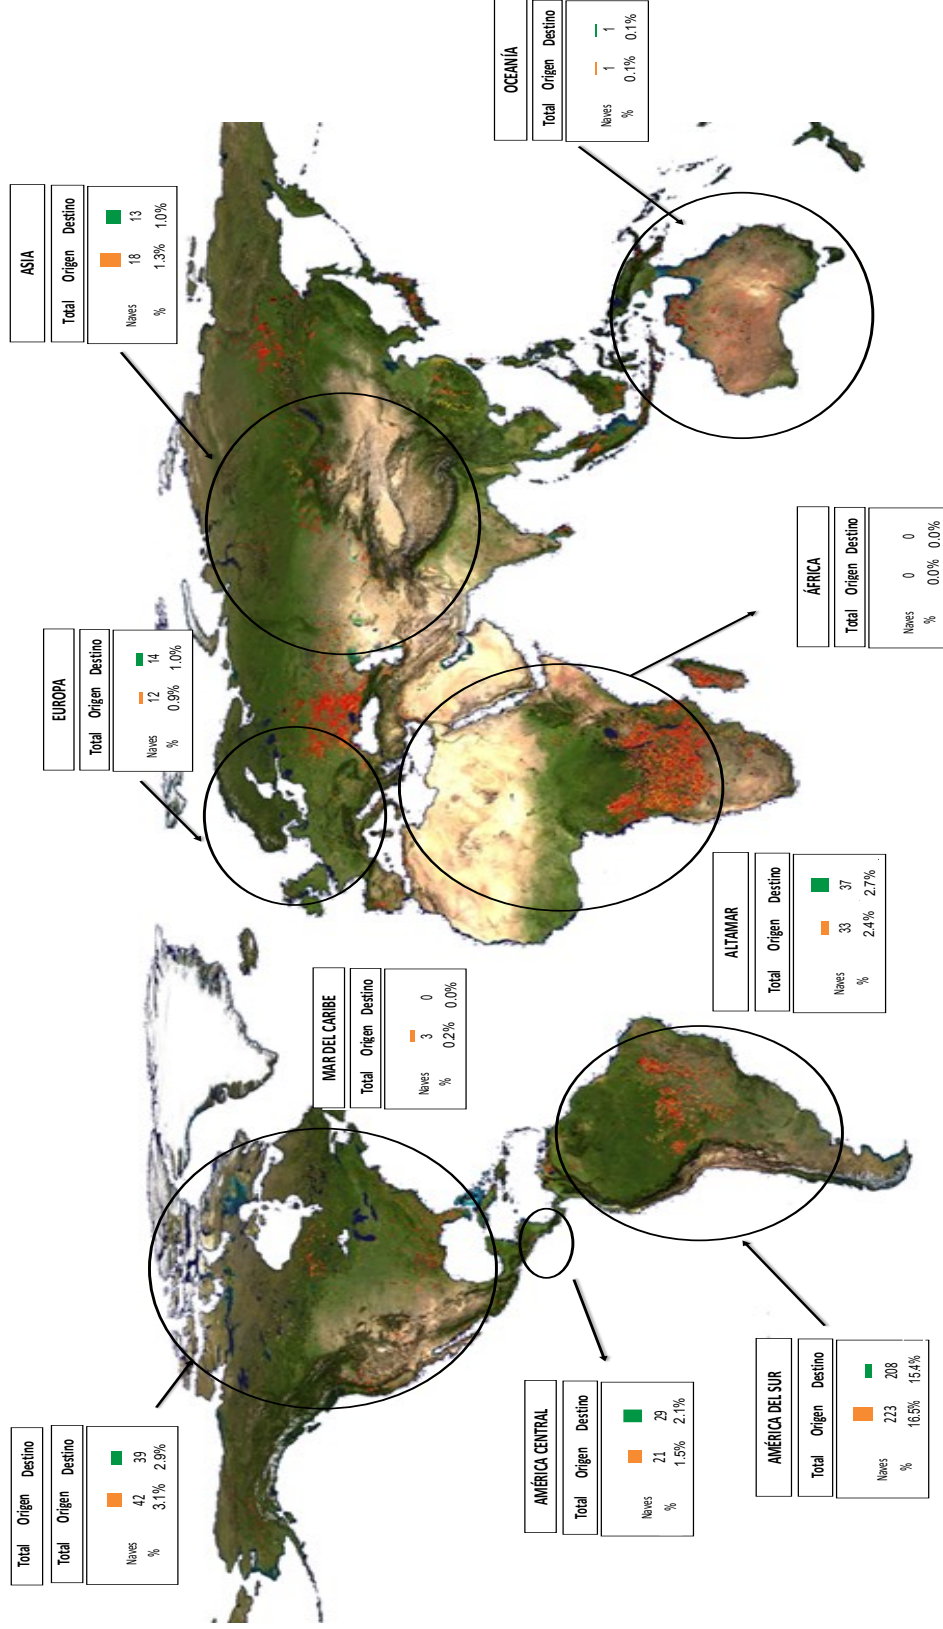 Total Origen Destino
Total Origen Destino
Naves 42 39
% 3.1% 2.9%
EUROPA
Total Origen Destino
Naves 12 14
% 0.9% 1.0%
ASIA
Total Origen Destino
Naves 18 13
% 1.3% 1.0%
MAR DEL CARIBE
Total Origen Destino
Naves 3 0
% 0.2% 0.0%
OCEANÍA
Total Origen Destino
Naves 1 1
% 0.1% 0.1%
AMÉRICA CENTRAL
Total Origen Destino
Naves 21 29
% 1.5% 2.1%
ALTAMAR
Total Origen Destino
Naves 33 37
% 2.4% 2.7%
AMÉRICA DEL SUR
Total Origen Destino
Naves 223 208
% 16.5% 15.4%
ÁFRICA
Total Origen Destino
Naves 0 0
% 0.0% 0.0%